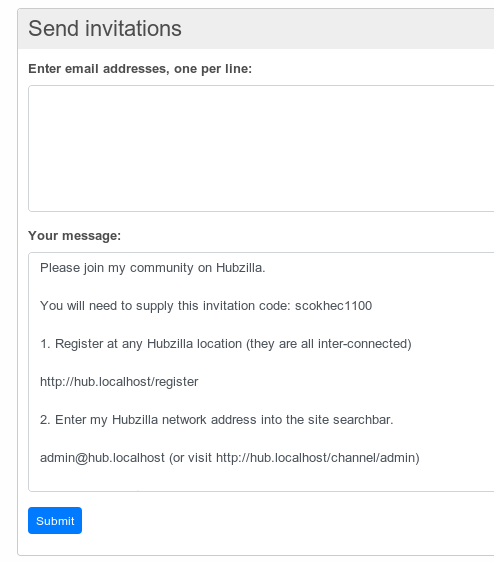 Send invitations
Enter email addresses, one per line:
Your message:
Please join my community on Hubzilla.
You will need to supply this invitation code: scokhec1100
1. Register at any Hubzilla location (they are all inter-connected)
http://hub.localhost/register
2. Enter my Hubzilla network address into the site searchbar.
admin@hub.localhost (or visit http://hub.localhost/channel/admin)
Submit